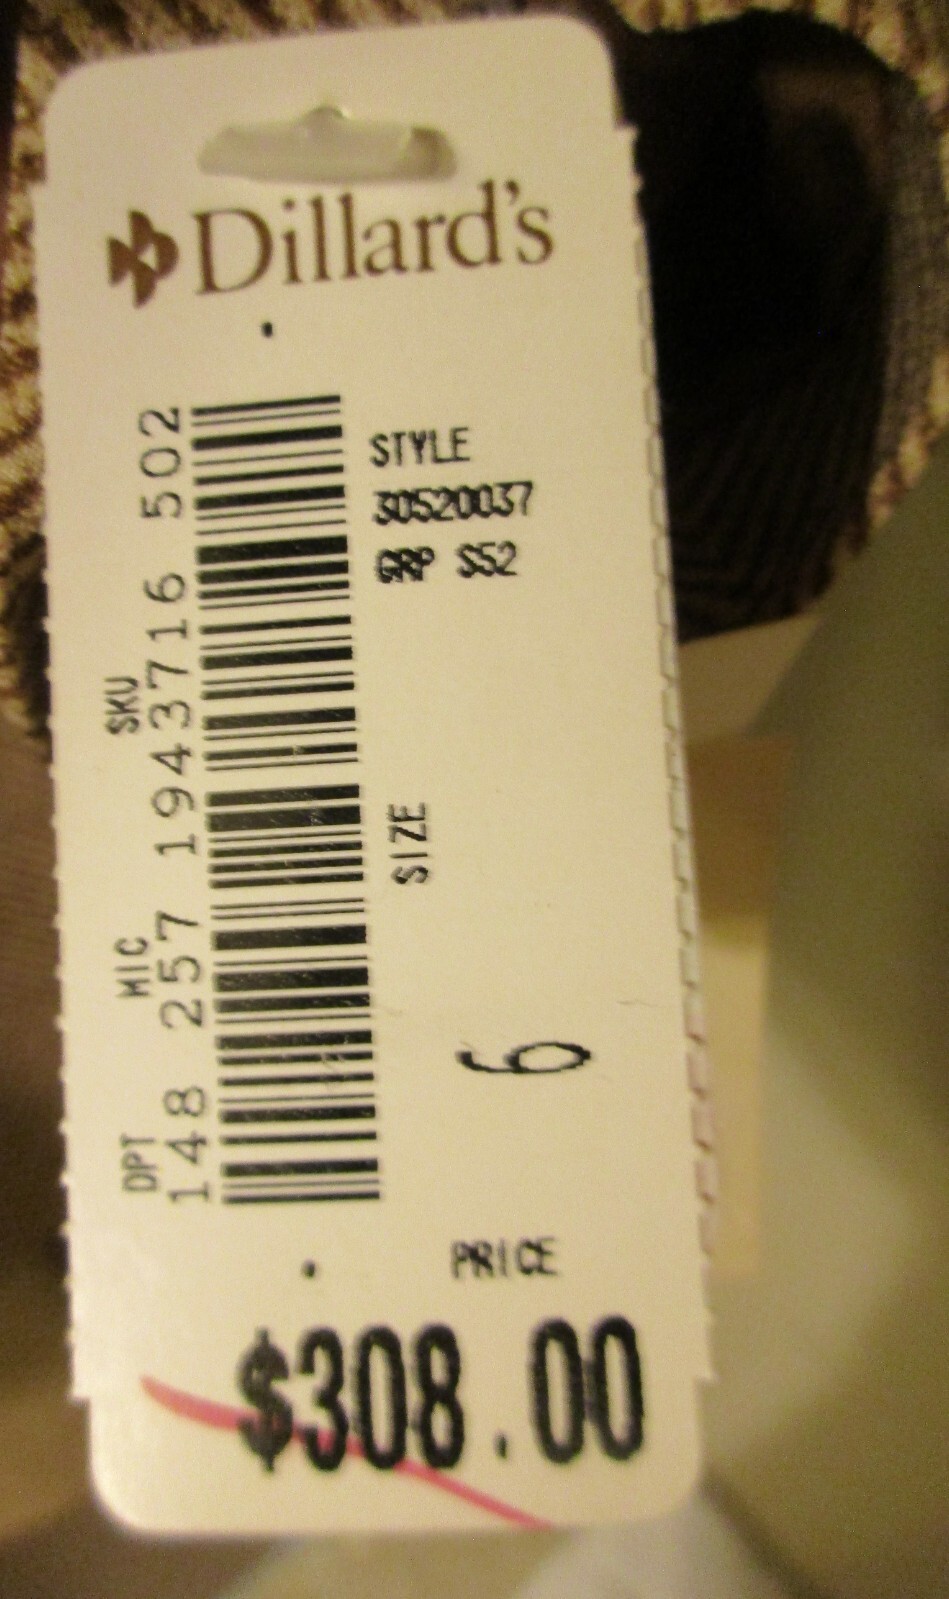 Dillard's
STYLE
30520037
GRP S52
DPT MIC SKU
148 257 1943716 502
SIZE
6
PRICE
$308.00